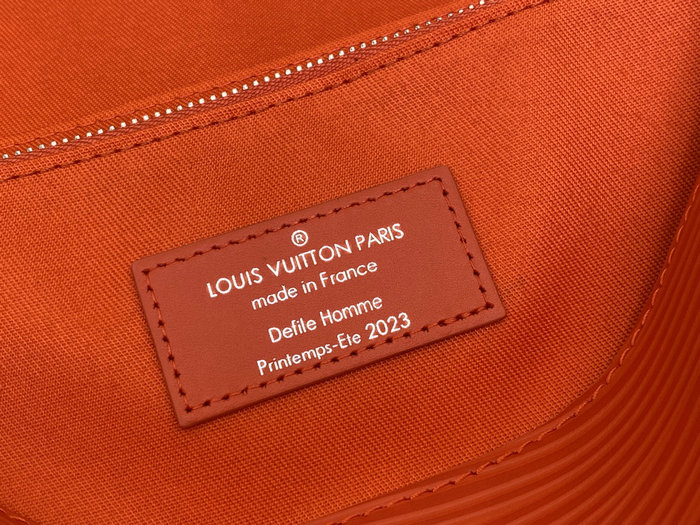 ®
LOUIS VUITTON PARIS
made in France
Defile Homme
Printemps-Ete 2023